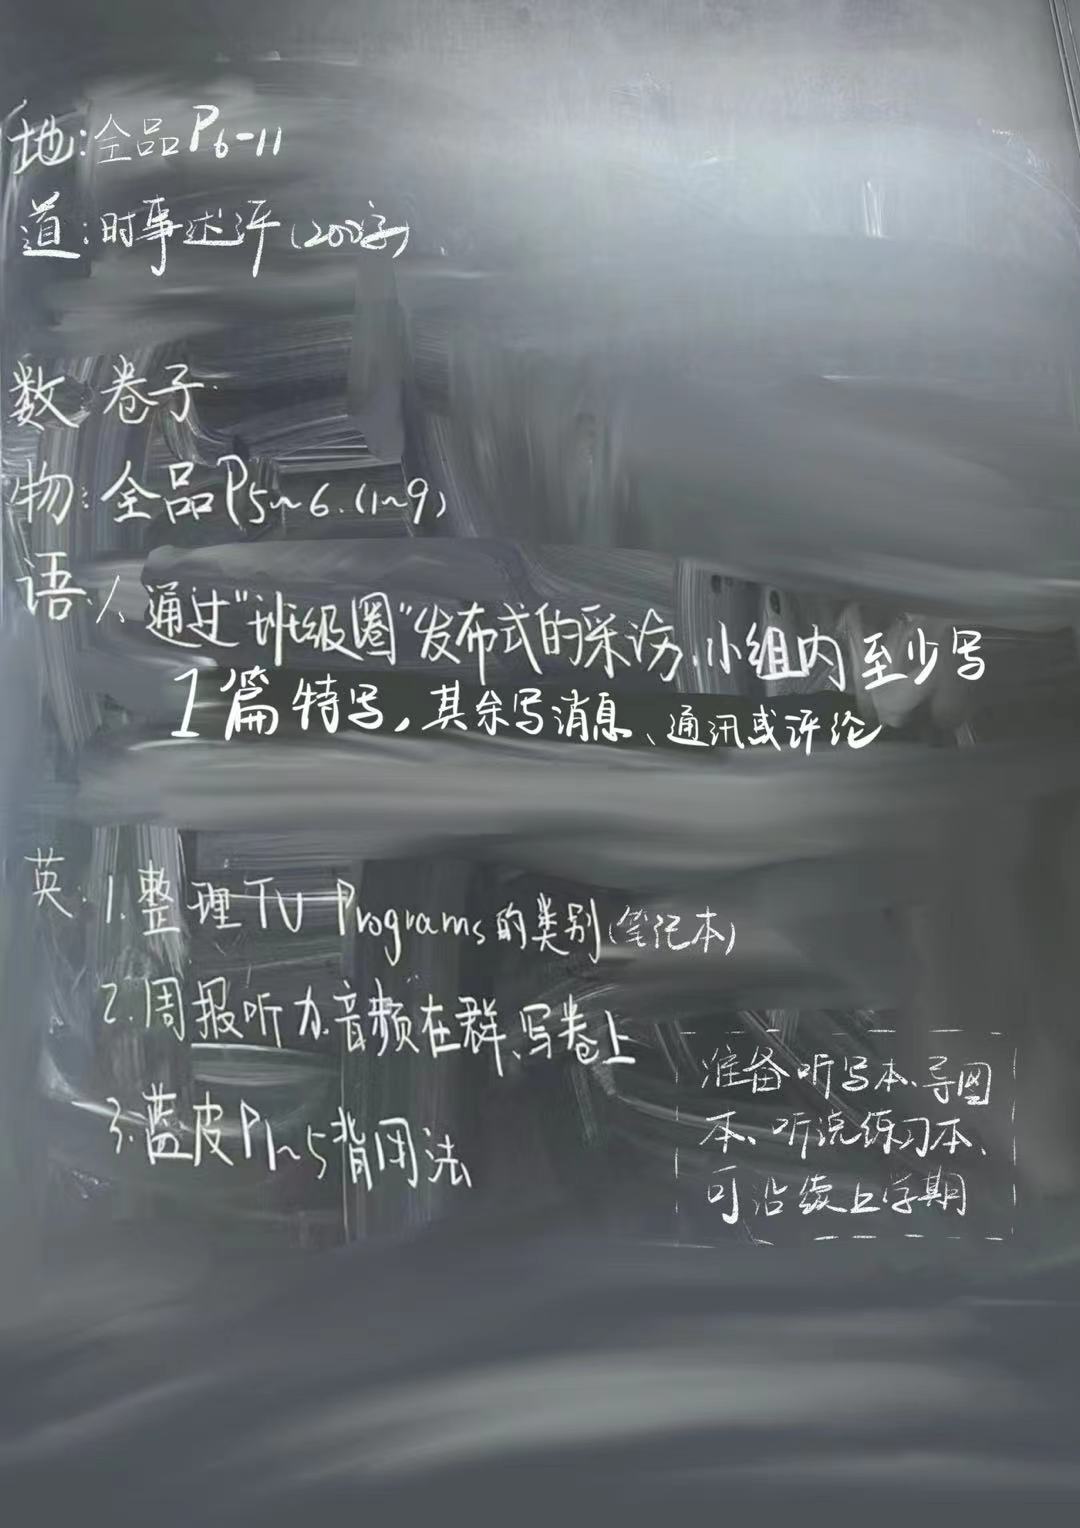 地:全品P6-11
道:时事述评(200字)
数:卷子
物:全品P5~6.(1~9)
语:1、通过"班级圈"发布式的采访,小组内至少写
1篇特写,其余写消息、通讯或评论
英:1.整理TV Programs的类别(笔记本)
2.周报听力.音频在群、写卷上
3.蓝皮P1~5背用法
准备听写本、导图
本、听说练习本、
可沿续上学期